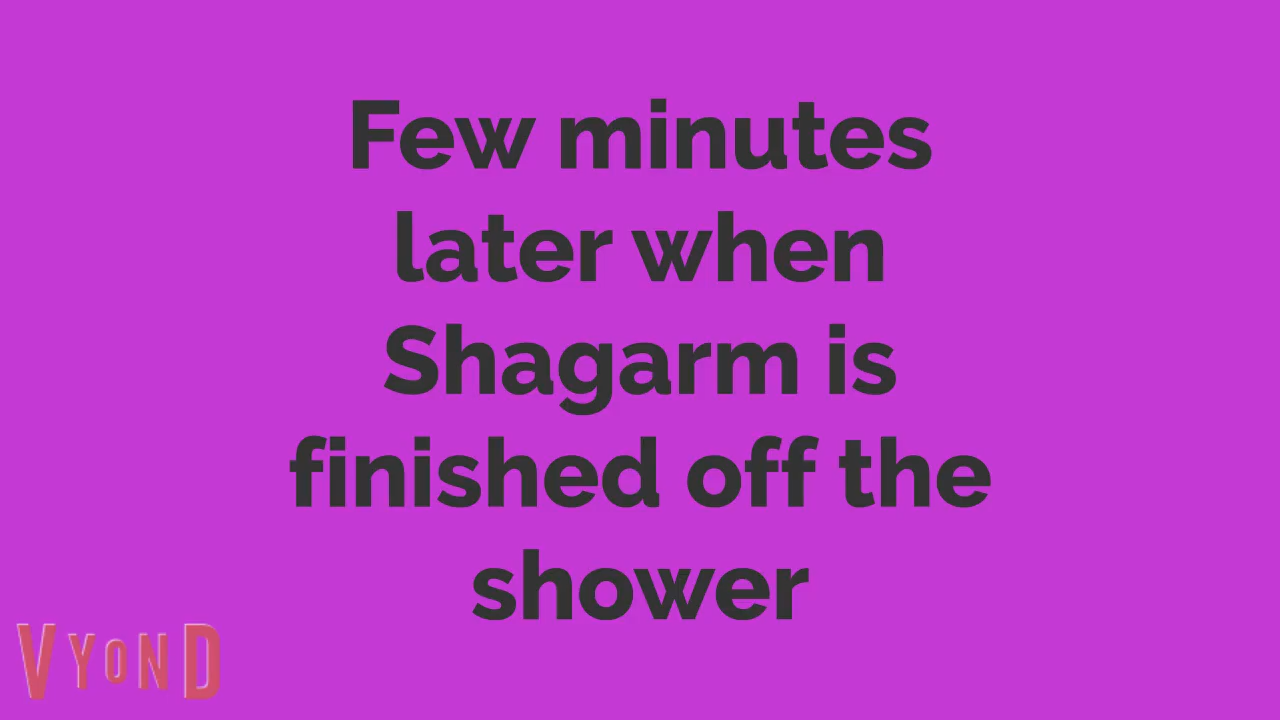 Few minutes
later when
Shagarm is
finished off the
shower
VYOND